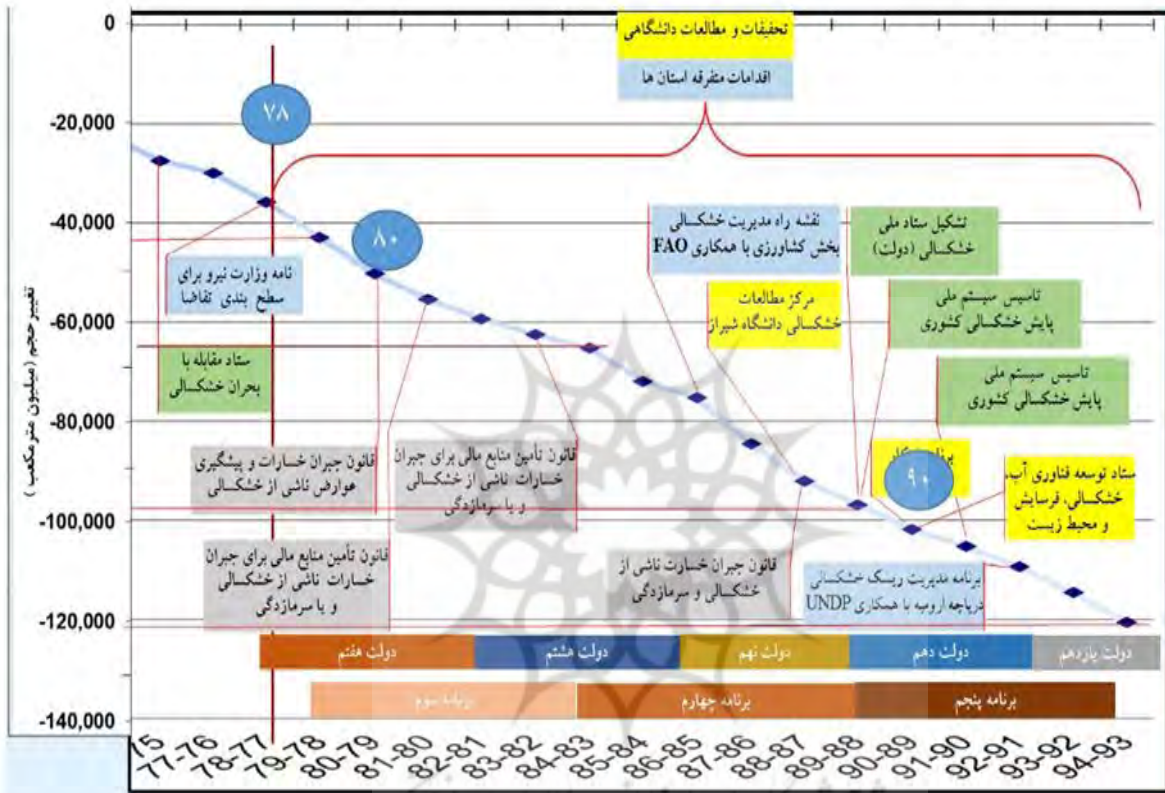 تحقیقات و مطالعات دانشگاهی
اقدامات متفرقه استان ها
تغییر حجم (میلیون متر مکعب )
0
-20,000
-40,000
-60,000
-80,000
-100,000
-120,000
-140,000
۷۸
۸۰
۹۰
نامه وزارت نیرو برای
سطح بندی تقاضا
ستاد مقابله با
بحران خشکسالی
قانون جبران خسارات و پیشگیری
عوارض ناشی از خشکسالی
قانون تأمین منابع مالی برای جبران
خسارات ناشی از خشکسالی
و یا سرمازدگی
قانون تأمین منابع مالی برای جبران
خسارات ناشی از خشکسالی
و یا سرمازدگی
نقشه راه مدیریت خشکسالی
بخش کشاورزی با همکاری FAO
مرکز مطالعات
خشکسالی دانشگاه شیراز
تشکیل ستاد ملی
خشکسالی (دولت)
تاسیس سیستم ملی
پایش خشکسالی کشوری
تاسیس سیستم ملی
پایش خشکسالی کشوری
ستاد توسعه فناوری آب،
خشکسالی، فرسایش
و محیط زیست
قانون جبران خسارت ناشی از
خشکسالی و سرمازدگی
برنامه مدیریت ریسک خشکسالی
دریاچه ارومیه با همکاری UNDP
دولت هفتم
دولت هشتم
دولت نهم
دولت دهم
دولت یازدهم
برنامه سوم
برنامه چهارم
برنامه پنجم
77-76
78-77
79-78
80-79
81-80
82-81
83-82
84-83
85-84
86-85
87-86
88-87
89-88
90-89
91-90
92-91
93-92
94-93